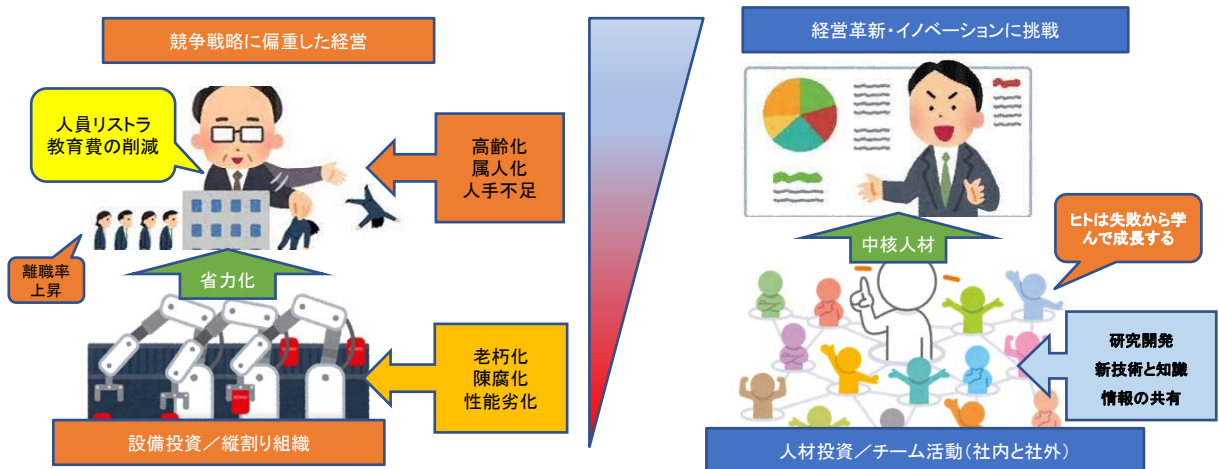 競争戦略に偏重した経営
人員リストラ
教育費の削減
高齢化
属人化
人手不足
離職率
上昇
省力化
老朽化
陳腐化
性能劣化
設備投資／縦割り組織
経営革新・イノベーションに挑戦
中核人材
ヒトは失敗から学
んで成長する
研究開発
新技術と知識
情報の共有
人材投資／チーム活動(社内と社外)